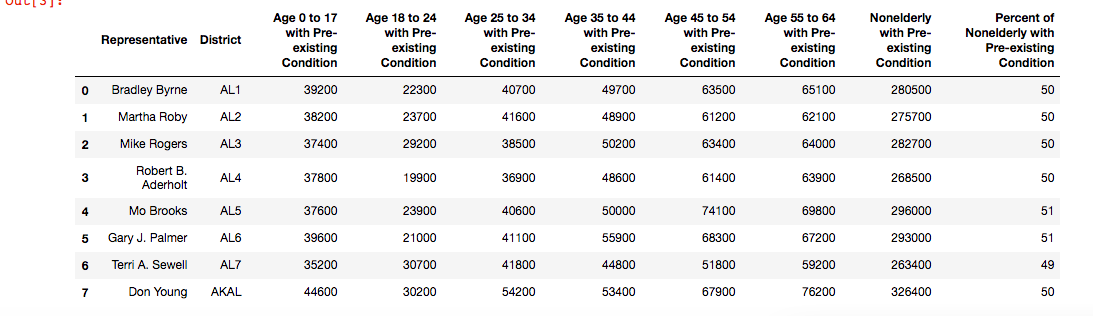 Out[3]:
Representative District Age 0 to 17 with Pre-existing Condition Age 18 to 24 with Pre-existing Condition Age 25 to 34 with Pre-existing Condition Age 35 to 44 with Pre-existing Condition Age 45 to 54 with Pre-existing Condition Age 55 to 64 with Pre-existing Condition Nonelderly with Pre-existing Condition Percent of Nonelderly with Pre-existing Condition
0 Bradley Byrne AL1 39200 22300 40700 49700 63500 65100 280500 50
1 Martha Roby AL2 38200 23700 41600 48900 61200 62100 275700 50
2 Mike Rogers AL3 37400 29200 38500 50200 63400 64000 282700 50
3 Robert B. Aderholt AL4 37800 19900 36900 48600 61400 63900 268500 50
4 Mo Brooks AL5 37600 23900 40600 50000 74100 69800 296000 51
5 Gary J. Palmer AL6 39600 21000 41100 55900 68300 67200 293000 51
6 Terri A. Sewell AL7 35200 30700 41800 44800 51800 59200 263400 49
7 Don Young AKAL 44600 30200 54200 53400 67900 76200 326400 50